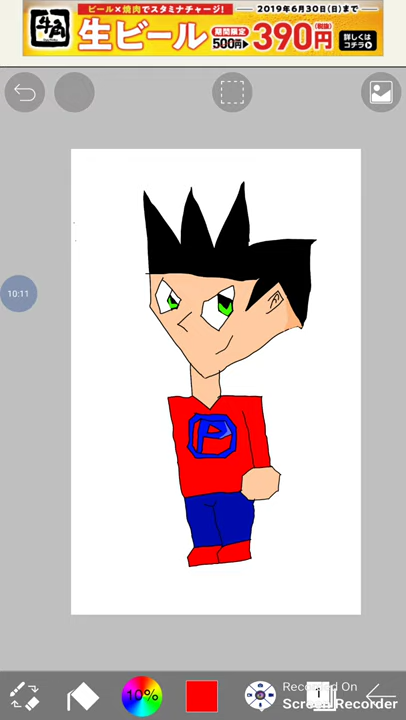 牛角
ビール×焼肉でスタミナチャージ!
2019年6月30日(日)まで
生ビール
期間限定
500円▶
390円
(税抜)
詳しくは
コチラ
10:11
P
10%
1
Recorded On
Screen Recorder